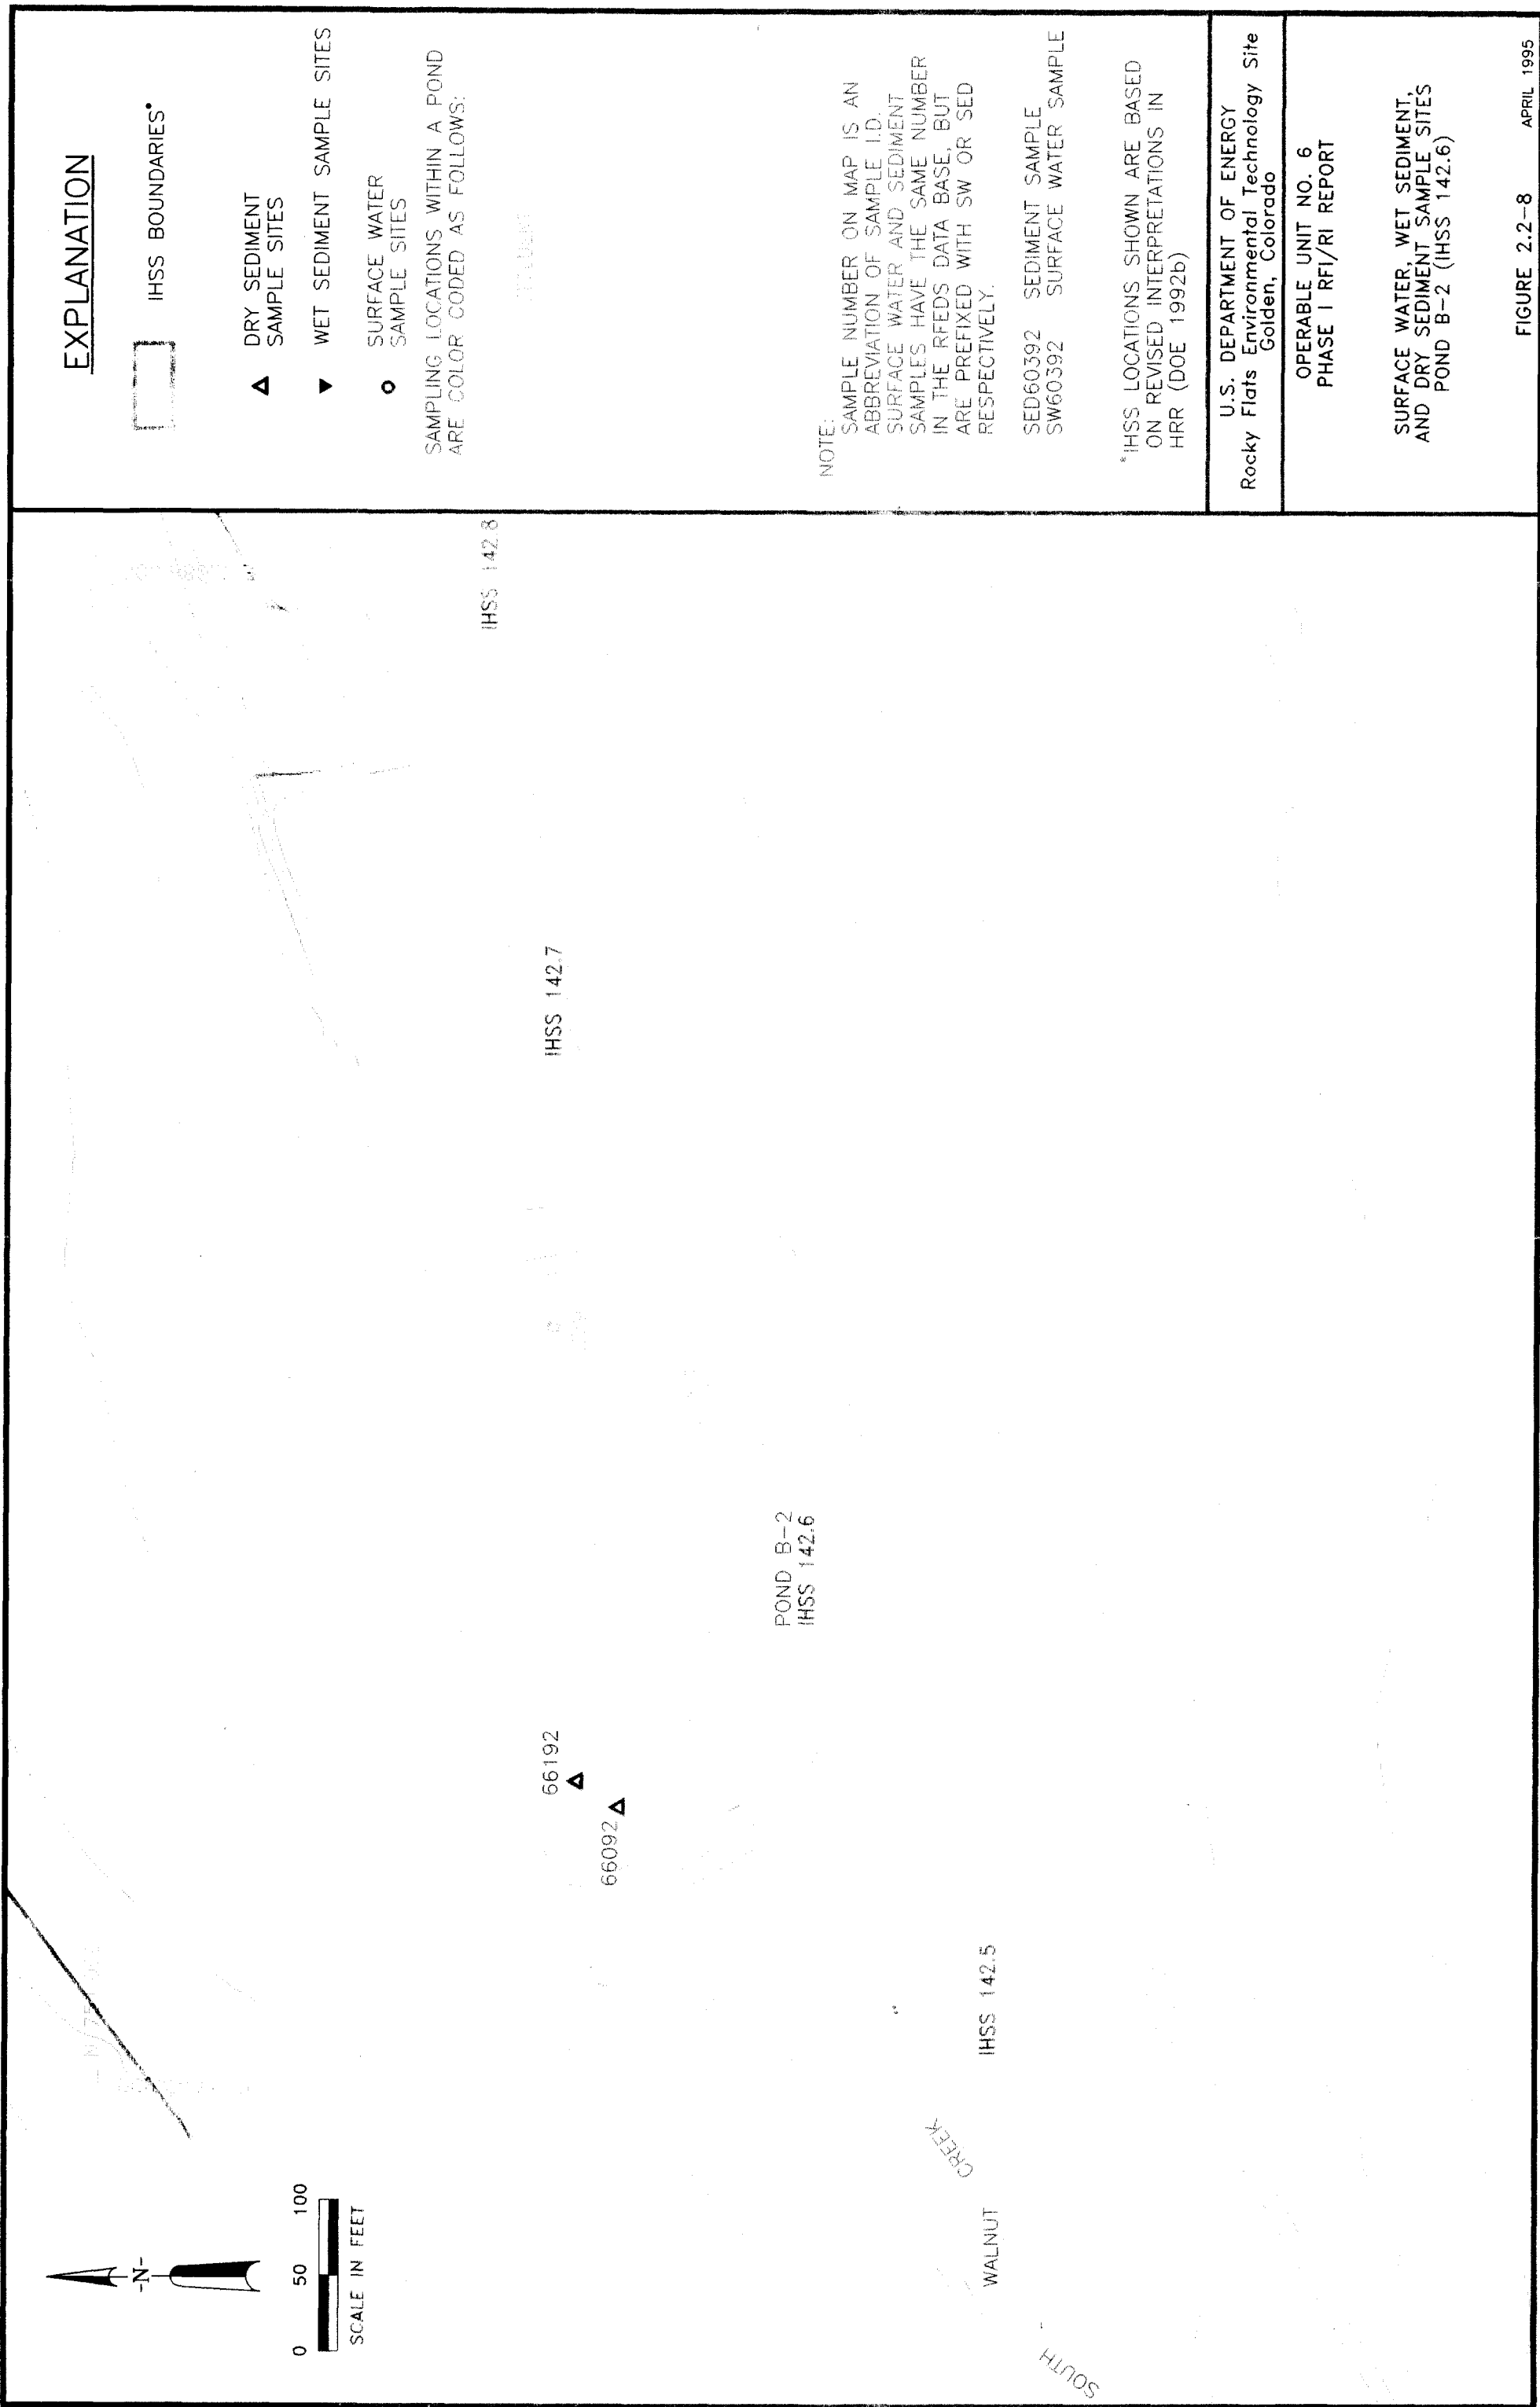 -N-
0 50 100
SCALE IN FEET
66192
66092
POND B-2
IHSS 142.6
IHSS 142.7
IHSS 142.8
IHSS 142.5
CREEK
WALNUT
SOUTH
EXPLANATION
IHSS BOUNDARIES*
DRY SEDIMENT
SAMPLE SITES
WET SEDIMENT SAMPLE SITES
SURFACE WATER
SAMPLE SITES
SAMPLING LOCATIONS WITHIN A POND
ARE COLOR CODED AS FOLLOWS:
NOTE:
SAMPLE NUMBER ON MAP IS AN
ABBREVIATION OF SAMPLE I.D.
SURFACE WATER AND SEDIMENT
SAMPLES HAVE THE SAME NUMBER
IN THE RFEDS DATA BASE, BUT
ARE PREFIXED WITH SW OR SED
RESPECTIVELY.
SED60392 SEDIMENT SAMPLE
SW60392 SURFACE WATER SAMPLE
*IHSS LOCATIONS SHOWN ARE BASED
ON REVISED INTERPRETATIONS IN
HRR (DOE 1992b)
U.S. DEPARTMENT OF ENERGY
Rocky Flats Environmental Technology Site
Golden, Colorado
OPERABLE UNIT NO. 6
PHASE I RFI/RI REPORT
SURFACE WATER, WET SEDIMENT,
AND DRY SEDIMENT SAMPLE SITES
POND B-2 (IHSS 142.6)
FIGURE 2.2-8 APRIL 1995